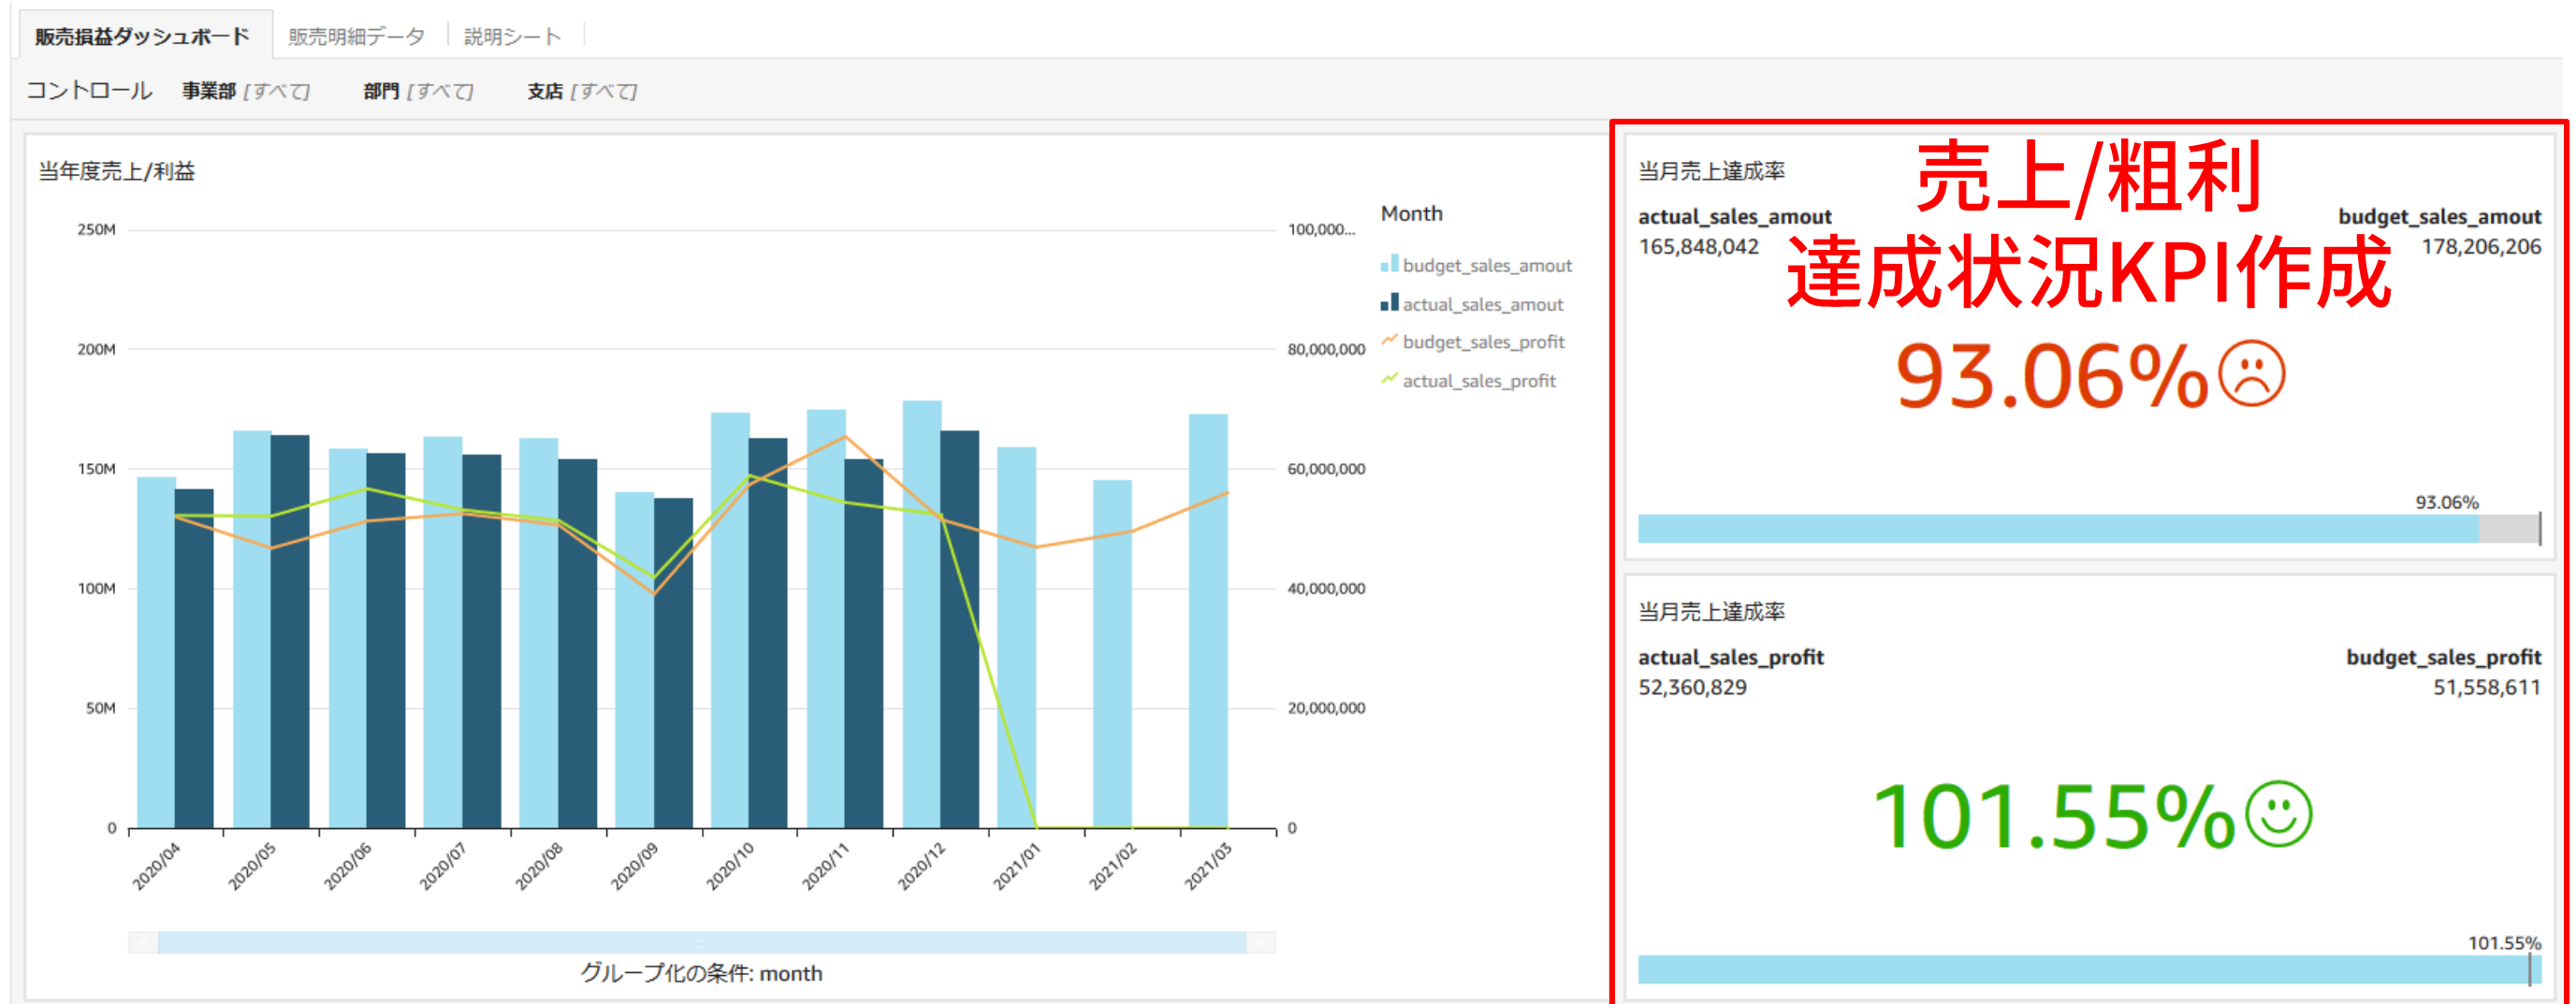 販売損益ダッシュボード 販売明細データ 説明シート
コントロール 事業部 [すべて] 部門 [すべて] 支店 [すべて]
当年度売上/利益
250M
200M
150M
100M
50M
0
100,000...
80,000,000
60,000,000
40,000,000
20,000,000
0
2020/04 2020/05 2020/06 2020/07 2020/08 2020/09 2020/10 2020/11 2020/12 2021/01 2021/02 2021/03
グループ化の条件: month
Month
budget_sales_amout
actual_sales_amout
budget_sales_profit
actual_sales_profit
売上/粗利
達成状況KPI作成
当月売上達成率
actual_sales_amout budget_sales_amout
165,848,042 178,206,206
93.06%
93.06%
当月売上達成率
actual_sales_profit budget_sales_profit
52,360,829 51,558,611
101.55%
101.55%